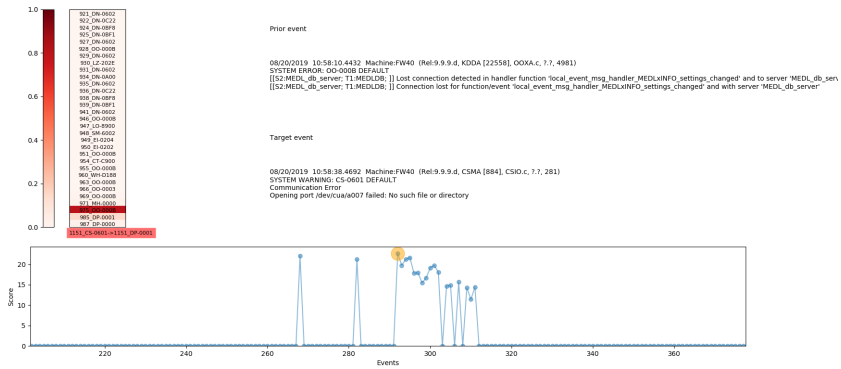 1.0
0.8
0.6
0.4
0.2
0.0
921_DN-0602
922_DN-0C22
924_DN-08F8
925_DN-08F1
927_DN-0602
928_OO-000B
929_DN-0602
930_LZ-202E
931_DN-0602
934_DN-0A00
935_DN-0602
936_DN-0C22
938_DN-08F8
939_DN-08F1
941_DN-0602
946_OO-000B
947_LO-8900
948_SM-6002
949_EI-0204
950_EI-0202
951_OO-000B
954_CT-C900
955_OO-000B
960_WH-D1BB
963_OO-000B
966_OO-0003
969_OO-000B
971_MH-0000
985_DP-0001
987_DP-0000
1151_CS-0601->1151_DP-0001
Prior event
08/20/2019 10:58:10.4432 Machine:FW40 (Rel:9.9.9.d, KDDA [22558], OOXA.c, ?.?, 4981)
SYSTEM ERROR: OO-000B DEFAULT
[[S2:MEDL_db_server; T1:MEDLDB; ]] Lost connection detected in handler function 'local_event_msg_handler_MEDLxINFO_settings_changed' and to server 'MEDL_db_serv
[[S2:MEDL_db_server; T1:MEDLDB; ]] Connection lost for function/event 'local_event_msg_handler_MEDLxINFO_settings_changed' and with server 'MEDL_db_server'
Target event
08/20/2019 10:58:38.4692 Machine:FW40 (Rel:9.9.9.d, CSMA [884], CSIO.c, ?.?, 281)
SYSTEM WARNING: CS-0601 DEFAULT
Communication Error
Opening port /dev/cua/a007 failed: No such file or directory
Score
20
15
10
5
0
220
240
260
280
300
320
340
360
Events